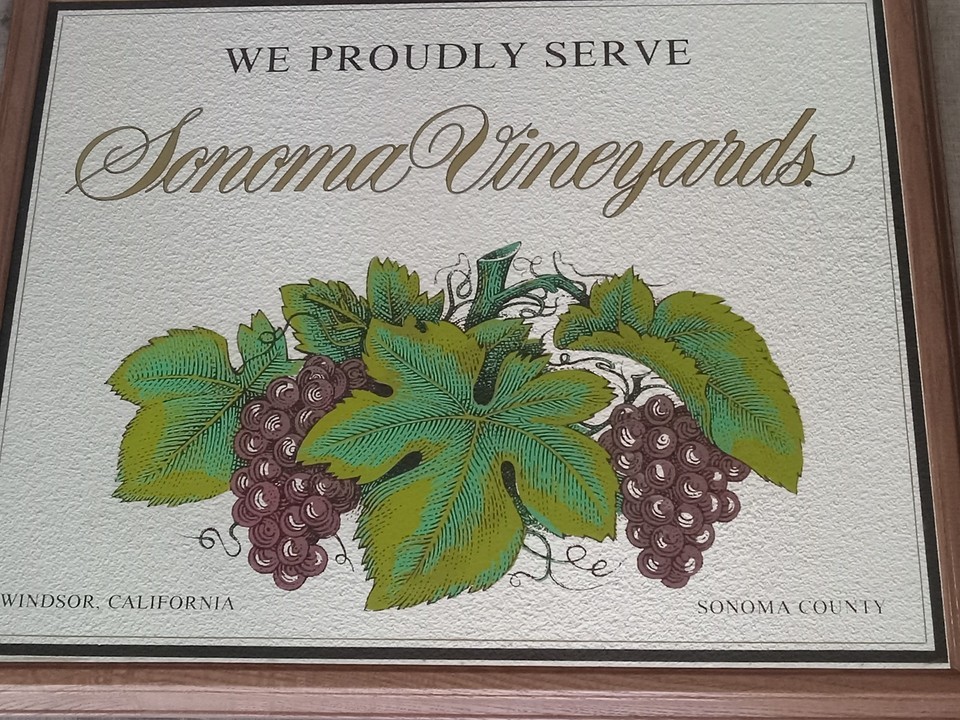 WE PROUDLY SERVE
Sonoma Vineyards.
WINDSOR, CALIFORNIA
SONOMA COUNTY